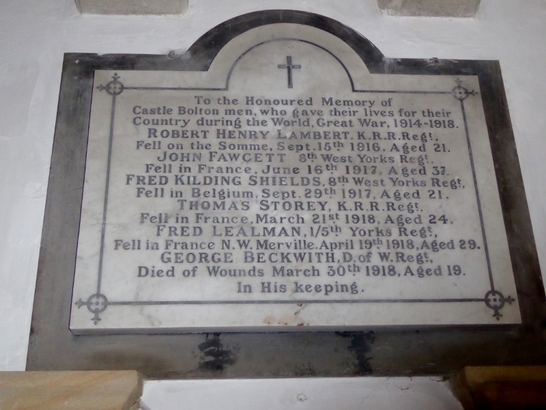 To the Honoured Memory of
Castle Bolton men, who gave their lives for their
Country during the World, Great War, 1914-1918.
ROBERT HENRY LAMBERT, K.R.R. Regt,
Fell on the Somme, Sept. 15th 1916, Aged 21.
JOHN FAWCETT 8th West Yorks Regt,
Fell in France, June 16th 1917, Aged 37.
FRED KILDING SHIELDS, 8th West Yorks Regt,
Fell in Belgium, Sept. 29th 1917, Aged 21.
THOMAS STOREY, K.R.R. Regt,
Fell in France, March 21st 1918, Aged 24.
FRED LEALMAN, 1/5th Yorks Regt,
Fell in France N.W. Merville. April 19th 1918, Aged 29.
GEORGE BECKWITH, D. of W. Regt,
Died of Wounds March 30th 1918, Aged 19.
In His keeping.